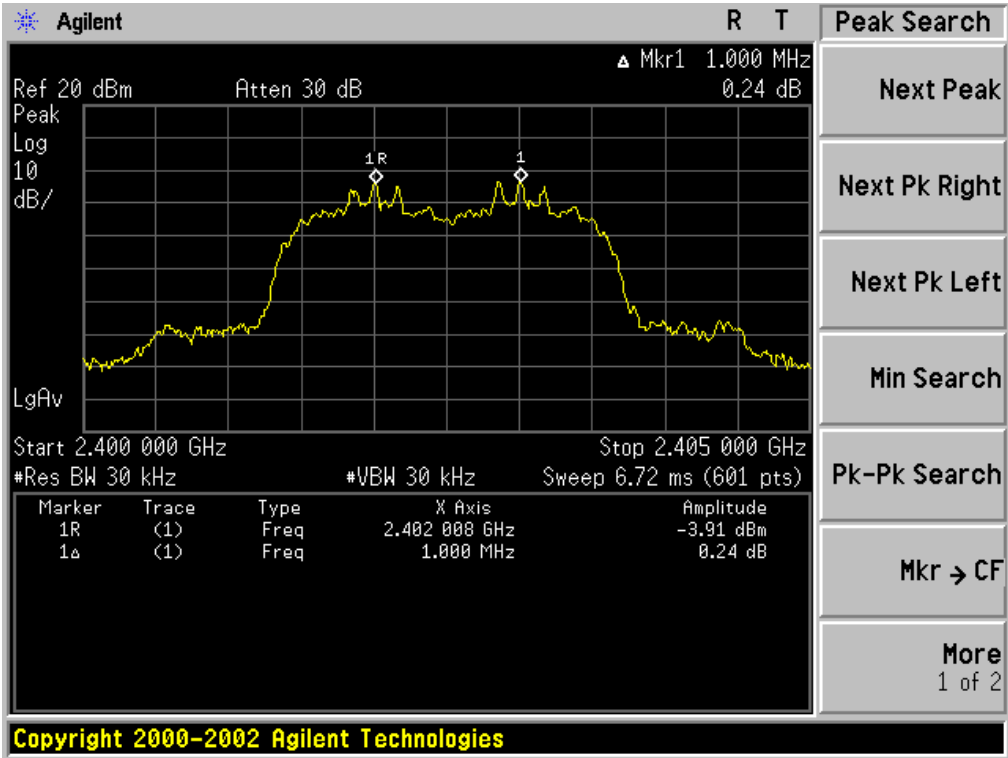 Agilent
R T
Peak Search
Δ Mkr1 1.000 MHz
Ref 20 dBm Atten 30 dB 0.24 dB
Peak
Log
10
dB/
1R
1
LgAv
Start 2.400 000 GHz Stop 2.405 000 GHz
#Res BW 30 kHz #VBW 30 kHz Sweep 6.72 ms (601 pts)
Marker Trace Type X Axis Amplitude
1R (1) Freq 2.402 008 GHz -3.91 dBm
1Δ (1) Freq 1.000 MHz 0.24 dB
Next Peak
Next Pk Right
Next Pk Left
Min Search
Pk-Pk Search
Mkr → CF
More
1 of 2
Copyright 2000-2002 Agilent Technologies